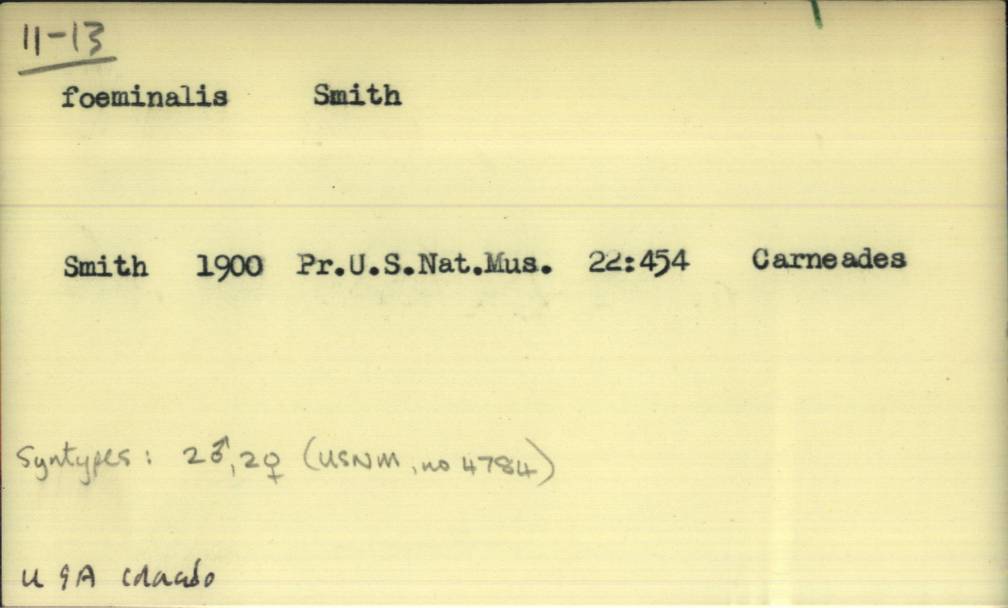 11-13
foeminalis Smith
Smith 1900 Pr.U.S.Nat.Mus. 22:454 Carneades
Syntypes: 2♂, 2♀ (USNM, no 4784)
USA Colorado